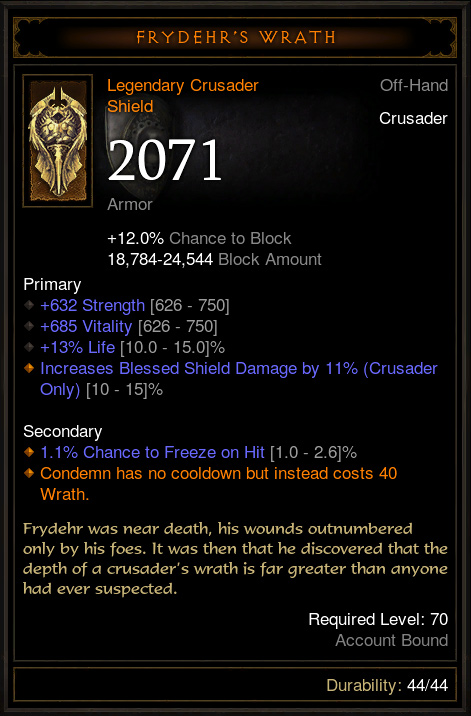 FRYDEHR'S WRATH
Legendary Crusader
Shield
Off-Hand
Crusader
2071
Armor
+12.0% Chance to Block
18,784-24,544 Block Amount
Primary
+632 Strength [626 - 750]
+685 Vitality [626 - 750]
+13% Life [10.0 - 15.0]%
Increases Blessed Shield Damage by 11% (Crusader
Only) [10 - 15]%
Secondary
1.1% Chance to Freeze on Hit [1.0 - 2.6]%
Condemn has no cooldown but instead costs 40
Wrath.
Frydehr was near death, his wounds outnumbered
only by his foes. It was then that he discovered that the
depth of a crusader's wrath is far greater than anyone
had ever suspected.
Required Level: 70
Account Bound
Durability: 44/44